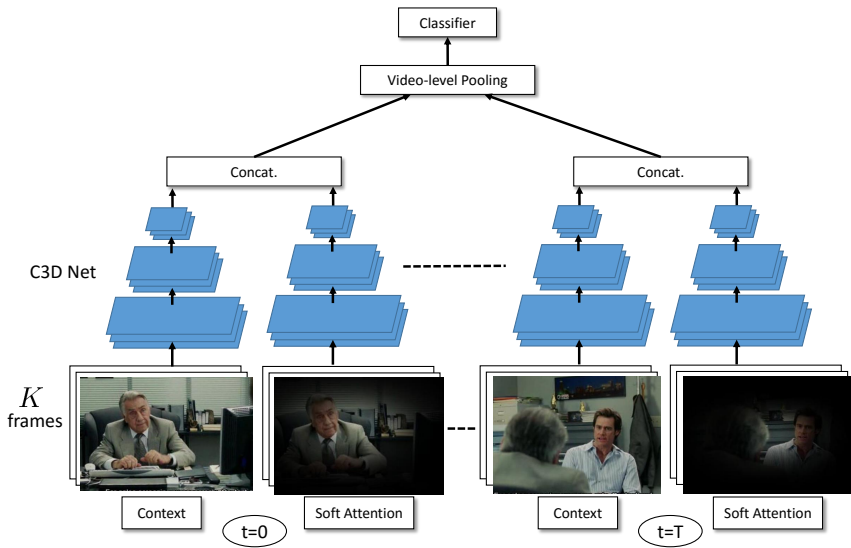 Classifier
Video-level Pooling
Concat.
Concat.
C3D Net
K
frames
Context
Soft Attention
Context
Soft Attention
t=0
t=T